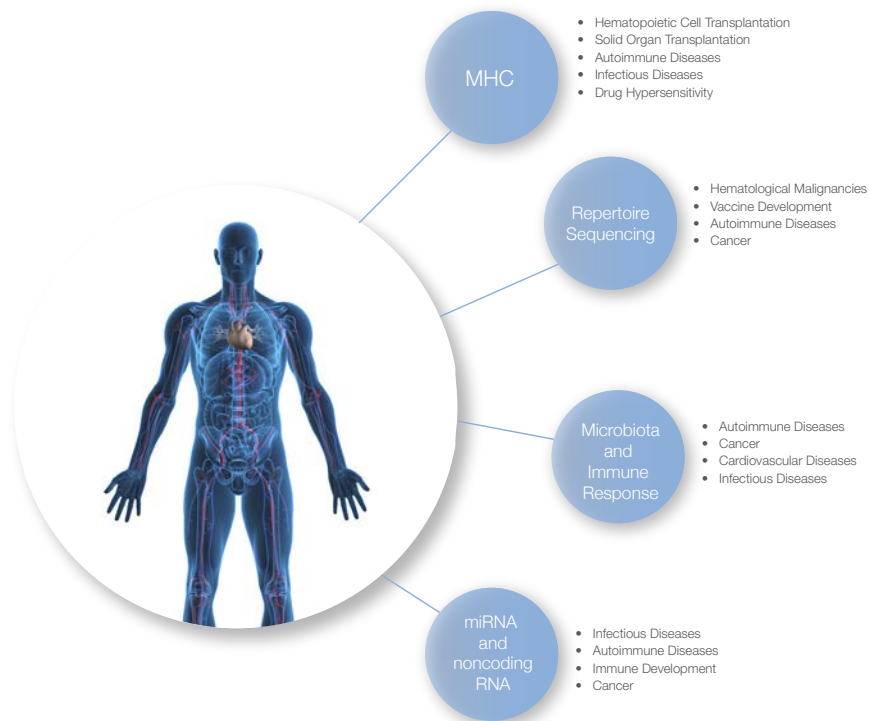 MHC
• Hematopoietic Cell Transplantation
• Solid Organ Transplantation
• Autoimmune Diseases
• Infectious Diseases
• Drug Hypersensitivity
Repertoire
Sequencing
• Hematological Malignancies
• Vaccine Development
• Autoimmune Diseases
• Cancer
Microbiota
and
Immune
Response
• Autoimmune Diseases
• Cancer
• Cardiovascular Diseases
• Infectious Diseases
miRNA
and
noncoding
RNA
• Infectious Diseases
• Autoimmune Diseases
• Immune Development
• Cancer